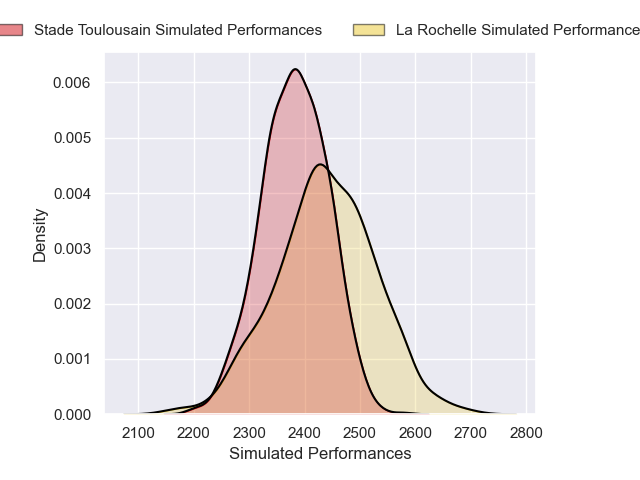 Stade Toulousain Simulated Performances La Rochelle Simulated Performance
0.006
0.005
0.004
0.003
0.002
0.001
0.000
Density
2100 2200 2300 2400 2500 2600 2700 2800
Simulated Performances